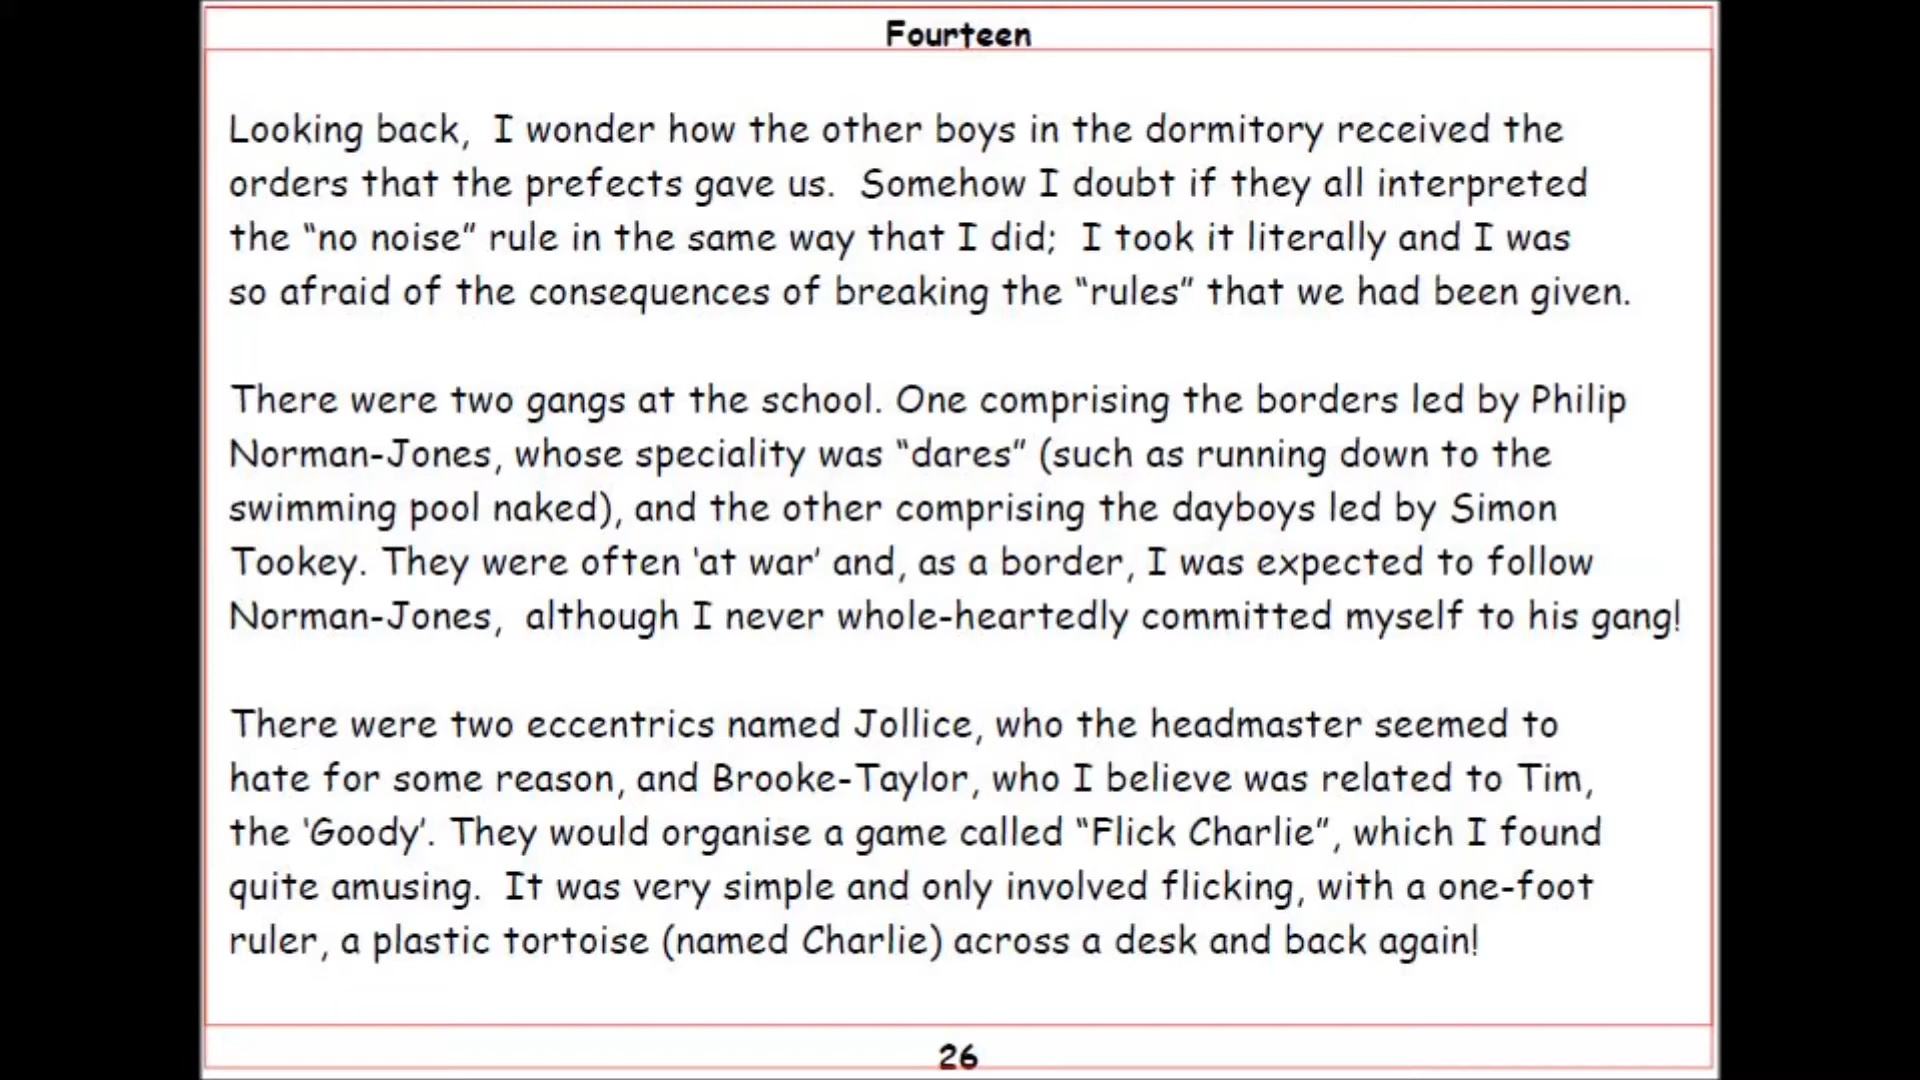 Fourteen
Looking back,  I wonder how the other boys in the dormitory received the
orders that the prefects gave us.  Somehow I doubt if they all interpreted
the “no noise” rule in the same way that I did;  I took it literally and I was
so afraid of the consequences of breaking the “rules” that we had been given.
There were two gangs at the school. One comprising the borders led by Philip
Norman-Jones, whose speciality was “dares” (such as running down to the
swimming pool naked), and the other comprising the dayboys led by Simon
Tookey. They were often ‘at war’ and, as a border, I was expected to follow
Norman-Jones,  although I never whole-heartedly committed myself to his gang!
There were two eccentrics named Jollice, who the headmaster seemed to
hate for some reason, and Brooke-Taylor, who I believe was related to Tim,
the ‘Goody’. They would organise a game called “Flick Charlie”, which I found
quite amusing.  It was very simple and only involved flicking, with a one-foot
ruler, a plastic tortoise (named Charlie) across a desk and back again!
26